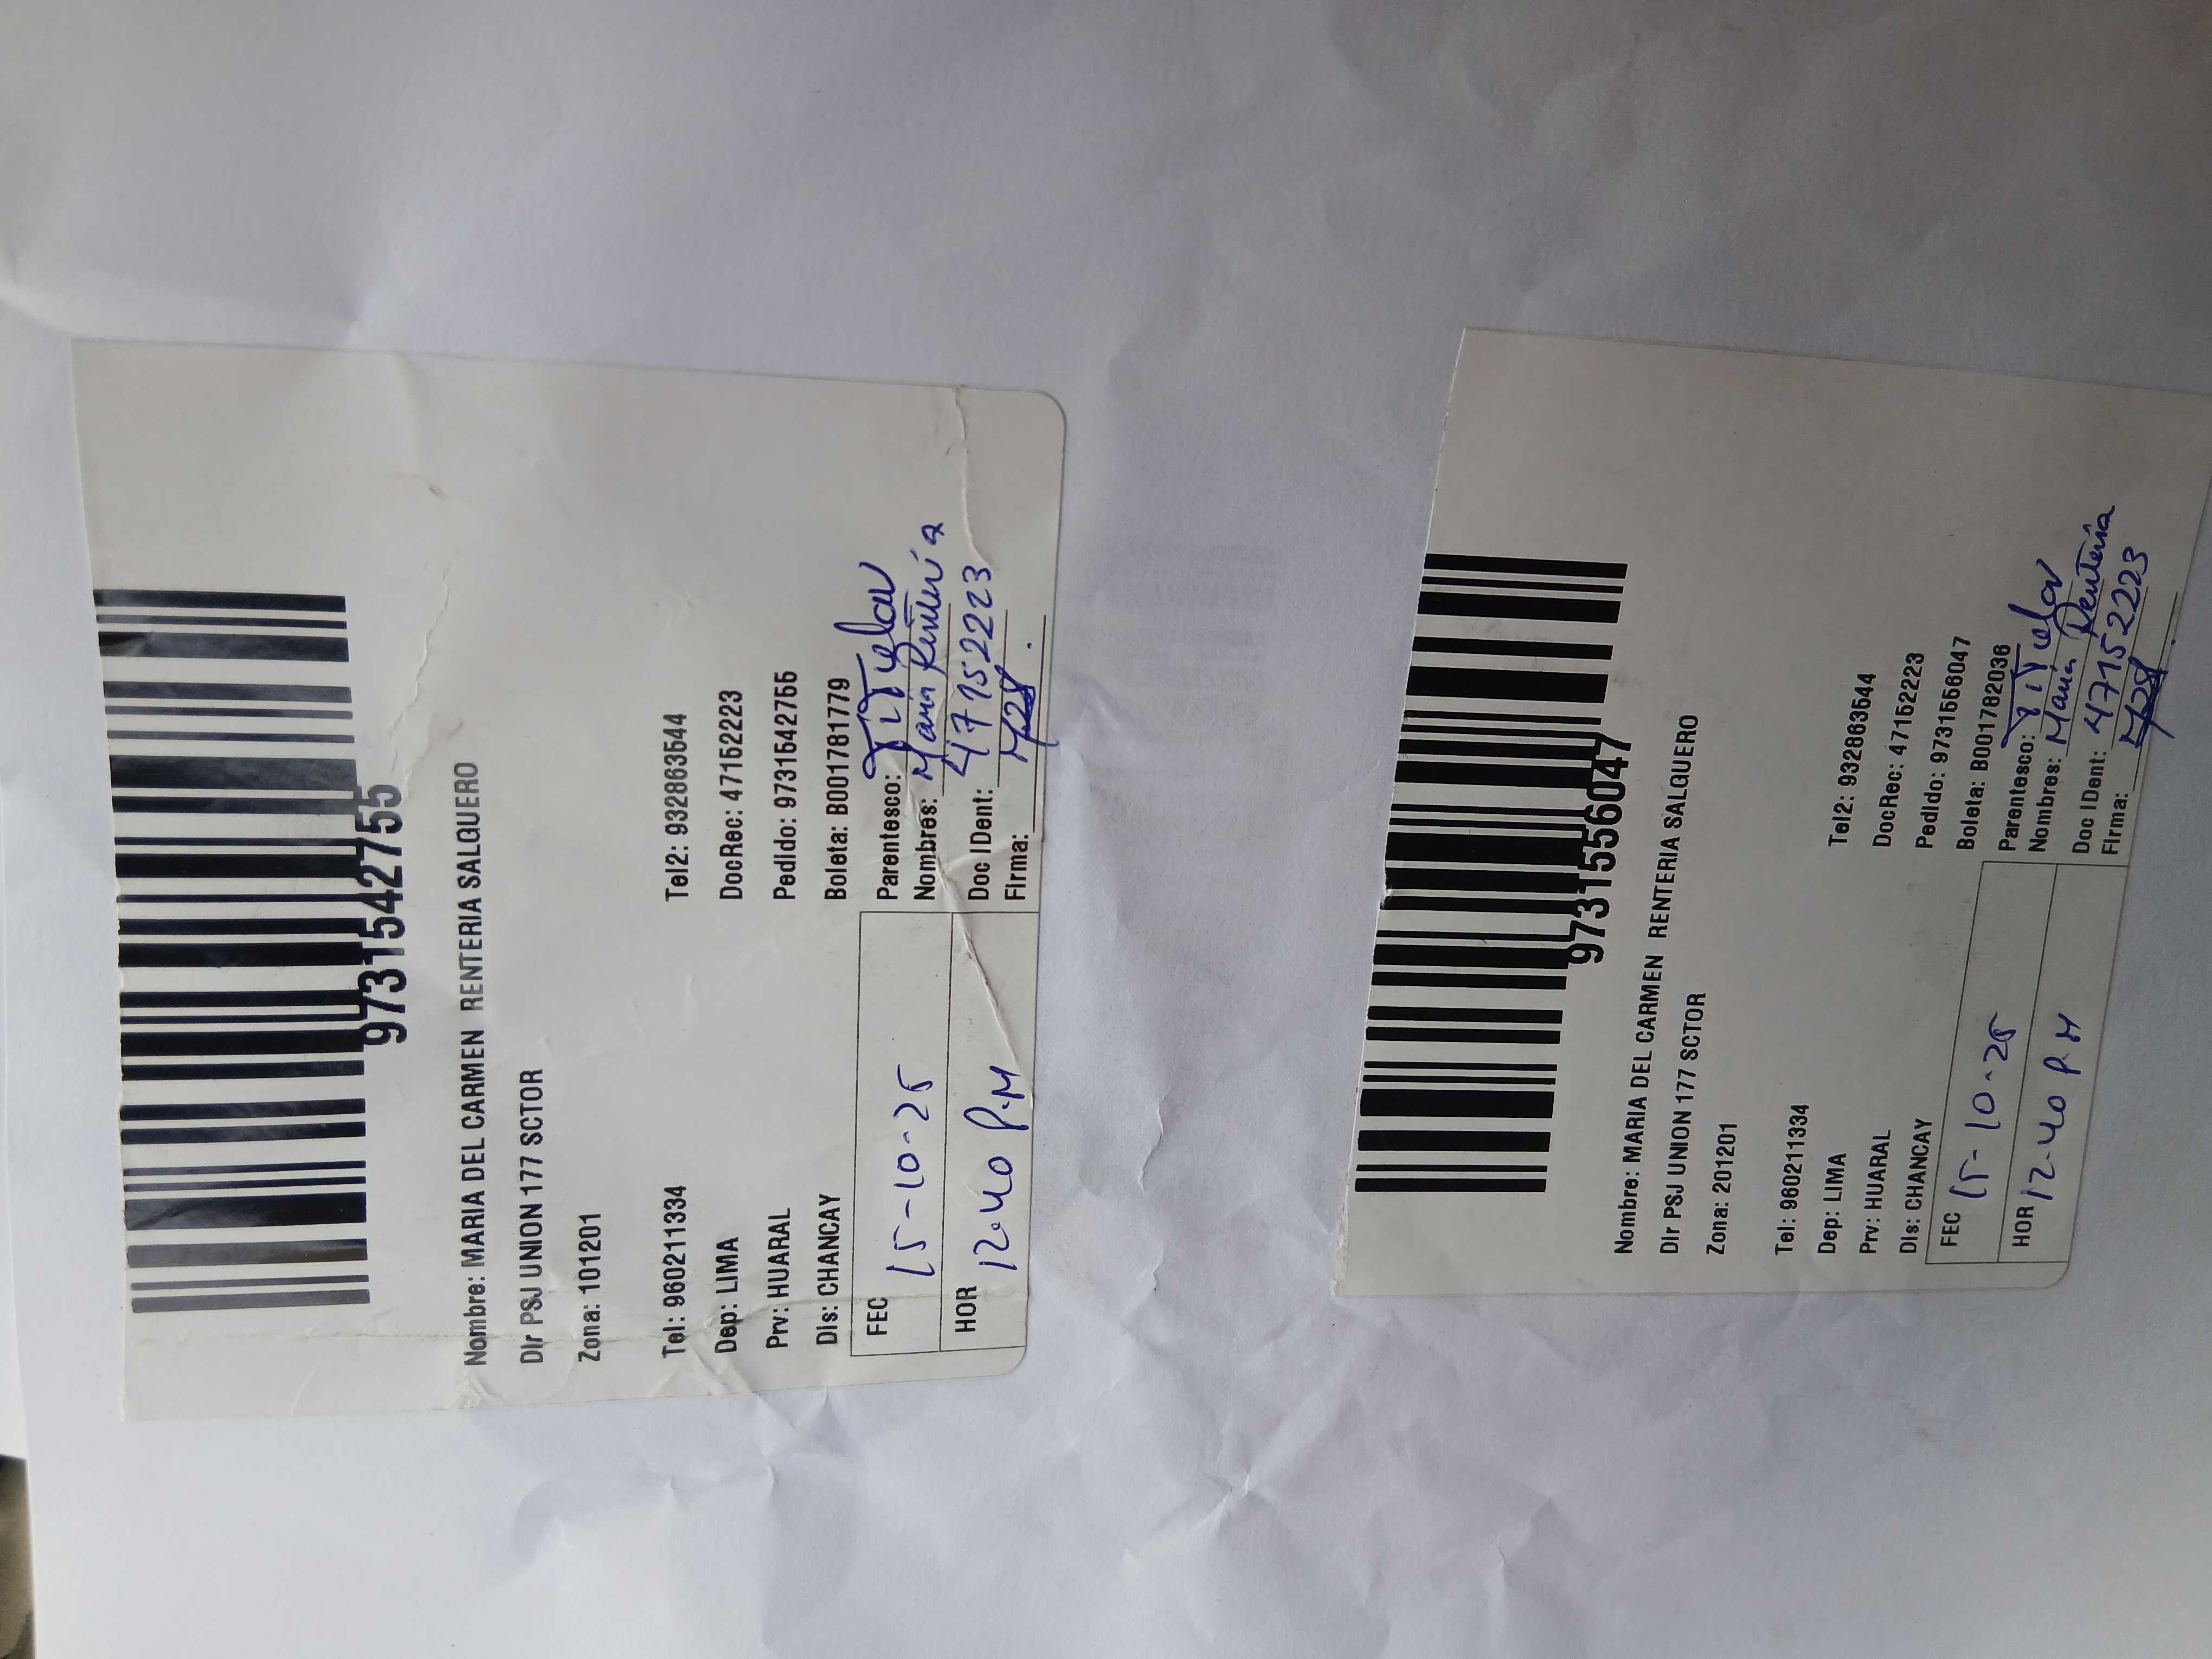 9731542755
Nombre: MARIA DEL CARMEN RENTERIA SALQUERO
Dir PSJ UNION 177 SCTOR
Zona: 101201
Tel: 960211334 Tel2: 932863544
Dep: LIMA DocRec: 47152223
Prv: HUARAL Pedido: 9731542755
Dis: CHANCAY Boleta: B001781779
FEC 15-10-25 Parentesco: Titular
Nombres: Maria Renteria
HOR 12:40 P.M Doc IDent: 47152223
Firma:
9731556047
Nombre: MARIA DEL CARMEN RENTERIA SALQUERO
Dir PSJ UNION 177 SCTOR
Zona: 201201
Tel: 960211334 Tel2: 932863544
Dep: LIMA DocRec: 47152223
Prv: HUARAL Pedido: 9731556047
Dis: CHANCAY Boleta: B001782036
FEC 15-10-25 Parentesco: Titular
Nombres: Maria Rentería
HOR 12:40 P.M Doc IDent: 47152223
Firma: